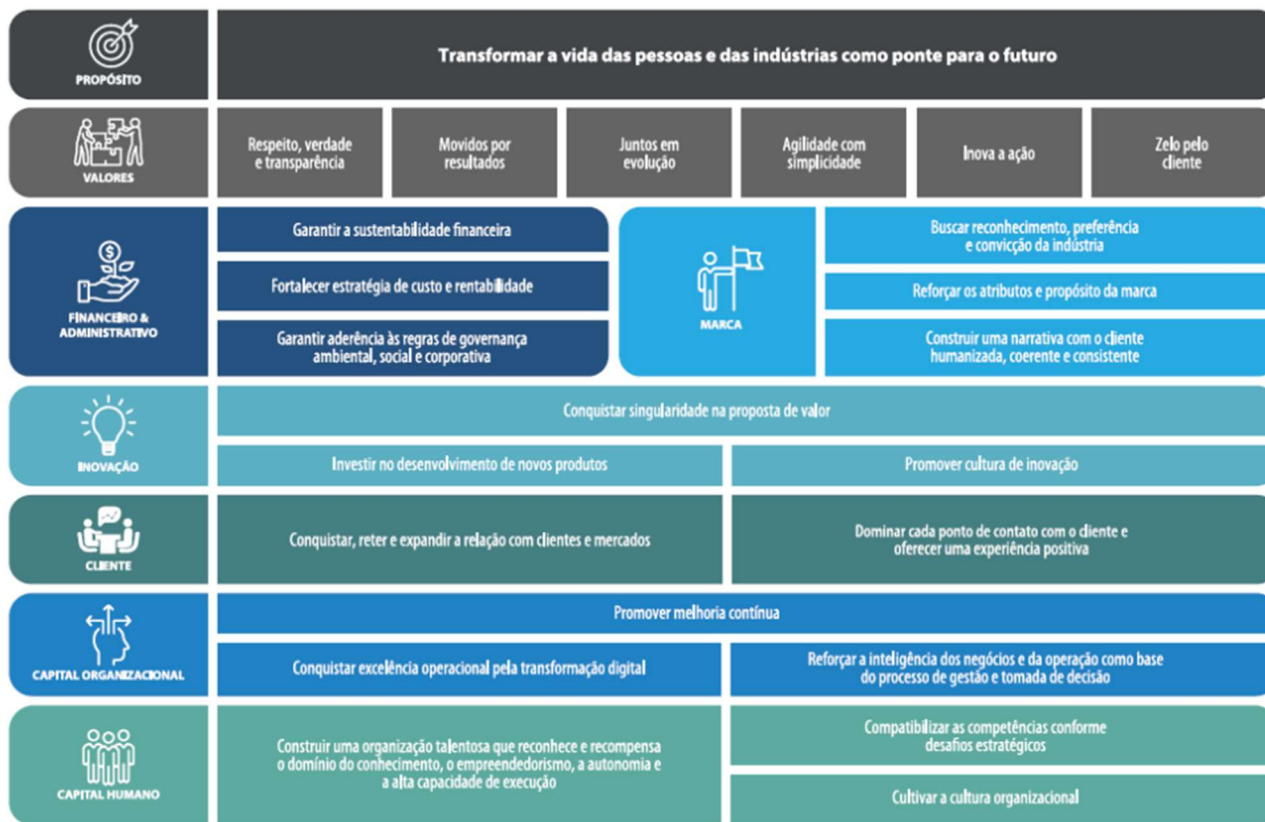 PROPÓSITO
Transformar a vida das pessoas e das indústrias como ponte para o futuro
VALORES
Respeito, verdade
e transparência
Movidos por
resultados
Juntos em
evolução
Agilidade com
simplicidade
Inova a ação
Zelo pelo
cliente
FINANCEIRO &
ADMINISTRATIVO
Garantir a sustentabilidade financeira
Fortalecer estratégia de custo e rentabilidade
Garantir aderência às regras de governança
ambiental, social e corporativa
MARCA
Buscar reconhecimento, preferência
e convicção da indústria
Reforçar os atributos e propósito da marca
Construir uma narrativa com o cliente
humanizada, coerente e consistente
INOVAÇÃO
Conquistar singularidade na proposta de valor
Investir no desenvolvimento de novos produtos
Promover cultura de inovação
CLIENTE
Conquistar, reter e expandir a relação com clientes e mercados
Dominar cada ponto de contato com o cliente e
oferecer uma experiência positiva
CAPITAL ORGANIZACIONAL
Promover melhoria contínua
Conquistar excelência operacional pela transformação digital
Reforçar a inteligência dos negócios e da operação como base
do processo de gestão e tomada de decisão
CAPITAL HUMANO
Construir uma organização talentosa que reconhece e recompensa
o domínio do conhecimento, o empreendedorismo, a autonomia e
a alta capacidade de execução
Compatibilizar as competências conforme
desafios estratégicos
Cultivar a cultura organizacional